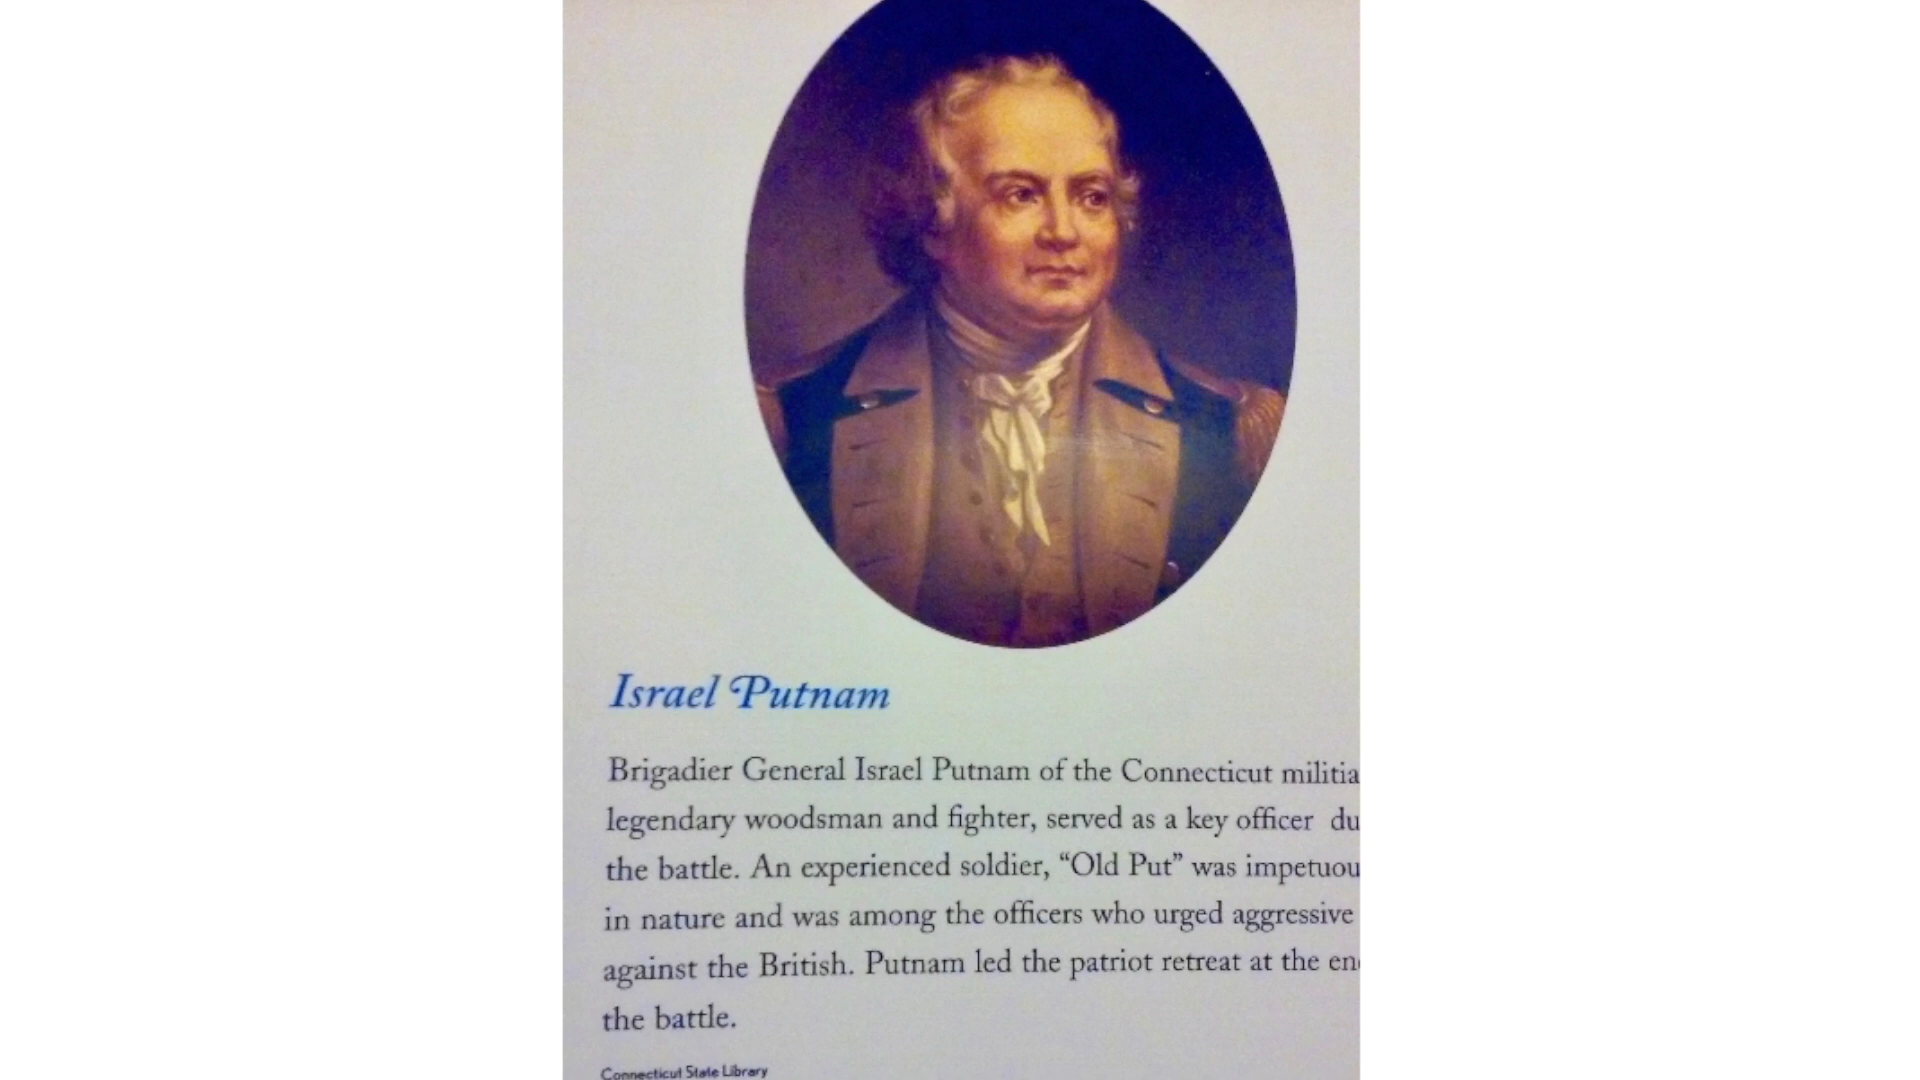 Israel Putnam
Brigadier General Israel Putnam of the Connecticut militia
legendary woodsman and fighter, served as a key officer du
the battle. An experienced soldier, “Old Put” was impetuou
in nature and was among the officers who urged aggressive
against the British. Putnam led the patriot retreat at the en
the battle.
Connecticut State Library